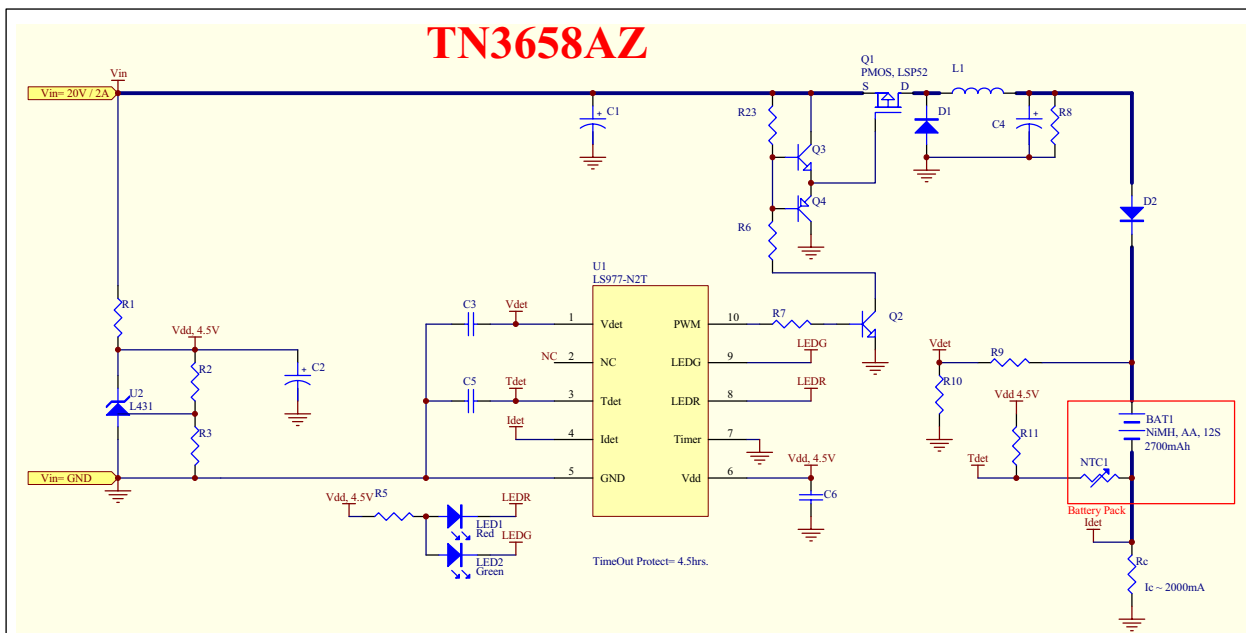 TN3658AZ
Vin
Vin= 20V / 2A
Q1
PMOS, LSP52
S
D
L1
C1
R23
D1
C4
R8
Q3
Q4
R6
D2
R1
U1
LS977-N2T
C3
Vdet
1
Vdet
PWM
10
R7
Q2
Vdd, 4.5V
R2
C2
NC
2
NC
LEDG
9
LEDG
Vdet
R9
R10
U2
L431
C5
Tdet
3
Tdet
LEDR
8
LEDR
Vdd 4.5V
R3
Idet
4
Idet
Timer
7
R11
BAT1
NiMH, AA, 12S
2700mAh
Tdet
NTC1
Vin= GND
5
GND
Vdd
6
Vdd, 4.5V
C6
Battery Pack
Vdd, 4.5V
R5
LEDR
LED1
Red
LEDG
LED2
Green
Idet
TimeOut Protect= 4.5hrs.
Rc
Ic ~ 2000mA